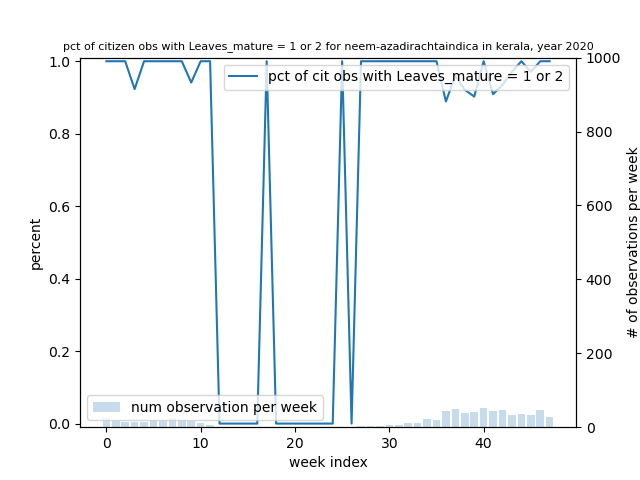 pct of citizen obs with Leaves_mature = 1 or 2 for neem-azadirachtaindica in kerala, year 2020
pct of cit obs with Leaves_mature = 1 or 2
num observation per week
percent
1.0
0.8
0.6
0.4
0.2
0.0
0 10 20 30 40
week index
1000
800
600
400
200
0
# of observations per week